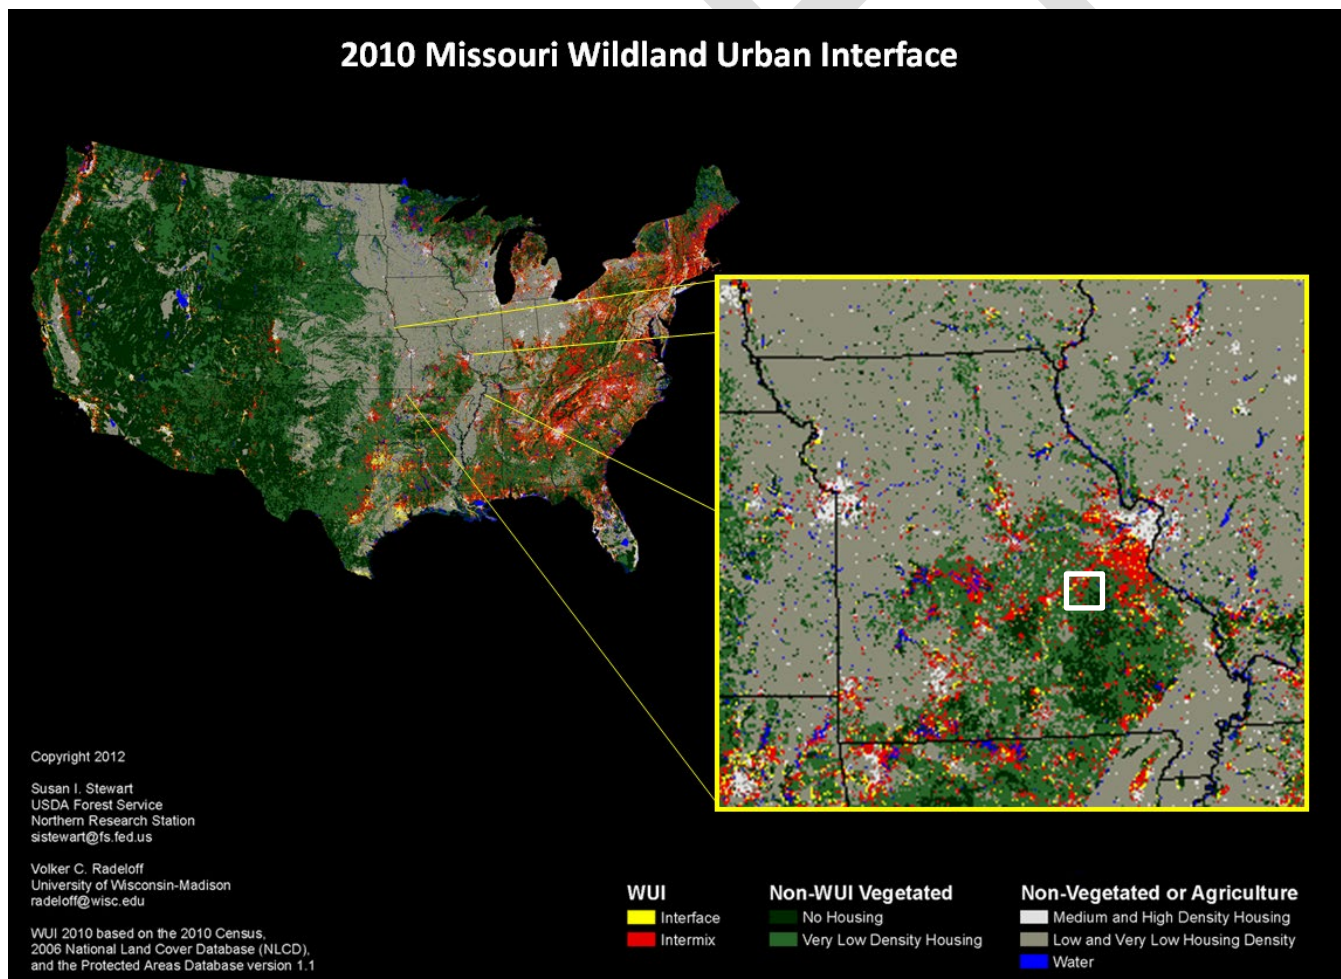 2010 Missouri Wildland Urban Interface
Copyright 2012
Susan I. Stewart
USDA Forest Service
Northern Research Station
sistewart@fs.fed.us
Volker C. Radeloff
University of Wisconsin-Madison
radeloff@wisc.edu
WUI 2010 based on the 2010 Census,
2006 National Land Cover Database (NLCD),
and the Protected Areas Database version 1.1
WUI
Interface
Intermix
Non-WUI Vegetated
No Housing
Very Low Density Housing
Non-Vegetated or Agriculture
Medium and High Density Housing
Low and Very Low Housing Density
Water